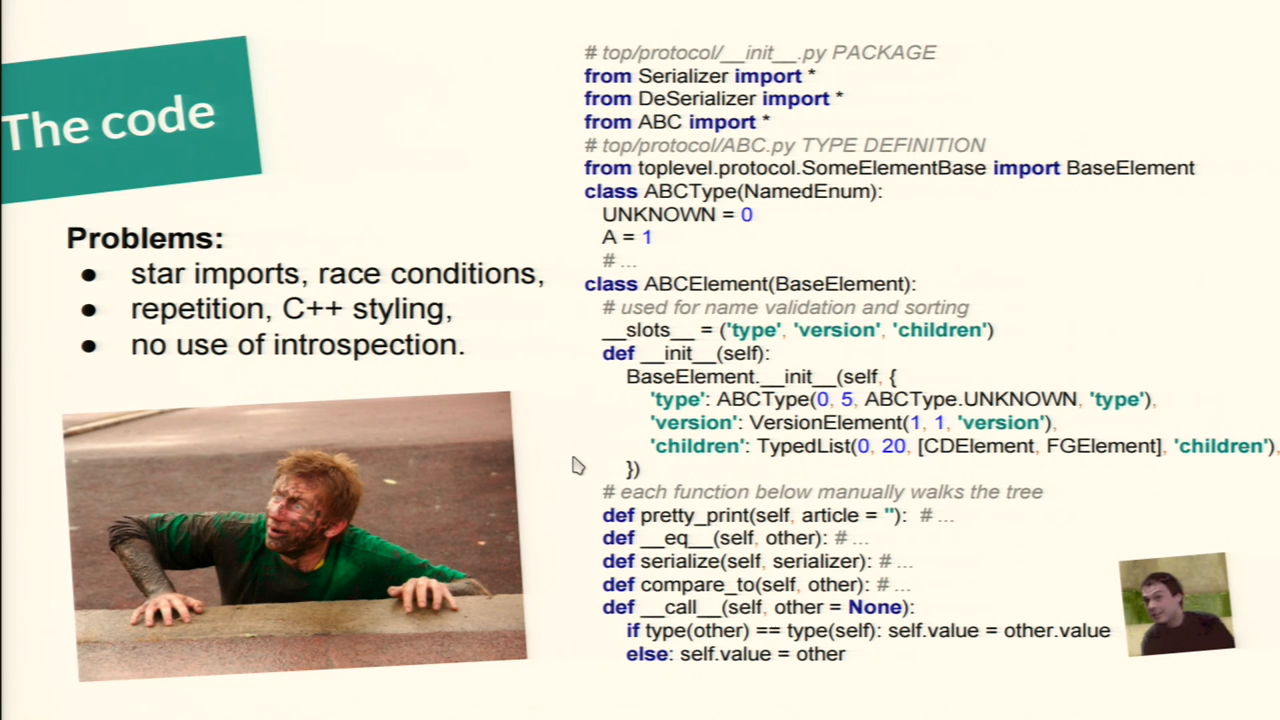 The code
Problems:
● star imports, race conditions,
● repetition, C++ styling,
● no use of introspection.
# top/protocol/__init__.py PACKAGE
from Serializer import *
from DeSerializer import *
from ABC import *
# top/protocol/ABC.py TYPE DEFINITION
from toplevel.protocol.SomeElementBase import BaseElement
class ABCType(NamedEnum):
    UNKNOWN = 0
    A = 1
    # ...
class ABCElement(BaseElement):
    # used for name validation and sorting
    __slots__ = ('type', 'version', 'children')
    def __init__(self):
        BaseElement.__init__(self, {
            'type': ABCType(0, 5, ABCType.UNKNOWN, 'type'),
            'version': VersionElement(1, 1, 'version'),
            'children': TypedList(0, 20, [CDElement, FGElement], 'children'),
        })
    # each function below manually walks the tree
    def pretty_print(self, article = ''):  # ...
    def __eq__(self, other): # ...
    def serialize(self, serializer): # ...
    def compare_to(self, other): # ...
    def __call__(self, other = None):
        if type(other) == type(self): self.value = other.value
        else: self.value = other